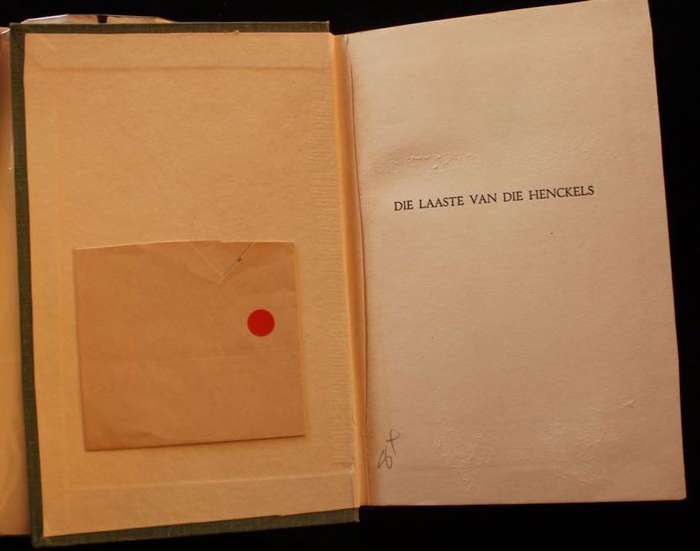 DIE LAASTE VAN DIE HENCKELS